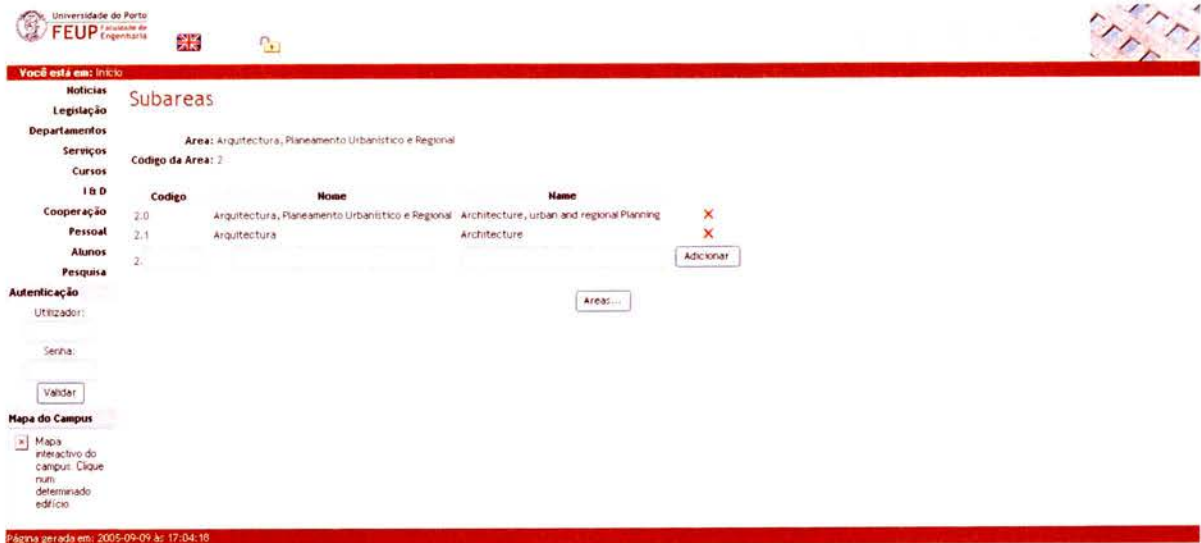 Universidade do Porto
FEUP Faculdade de Engenharia
Você está em: Início
Notícias
Legislação
Departamentos
Serviços
Cursos
I & D
Cooperação
Pessoal
Alunos
Pesquisa
Autenticação
Utilizador:
Senha:
Validar
Mapa do Campus
Mapa
interactivo do
campus. Clique
num
determinado
edifício
Subareas
Area: Arquitectura, Planeamento Urbanístico e Regional
Código da Area: 2
Codigo Nome Name
2.0 Arquitectura, Planeamento Urbanístico e Regional Architecture, urban and regional Planning
2.1 Arquitectura Architecture
2. Adicionar
Areas...
Página gerada em: 2005-09-09 às 17:04:18